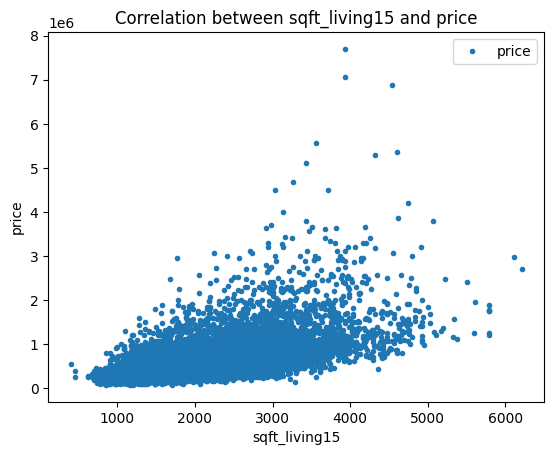 Correlation between sqft_living15 and price
1e6
price
8
7
6
5
4
3
2
1
0
price
1000 2000 3000 4000 5000 6000
sqft_living15